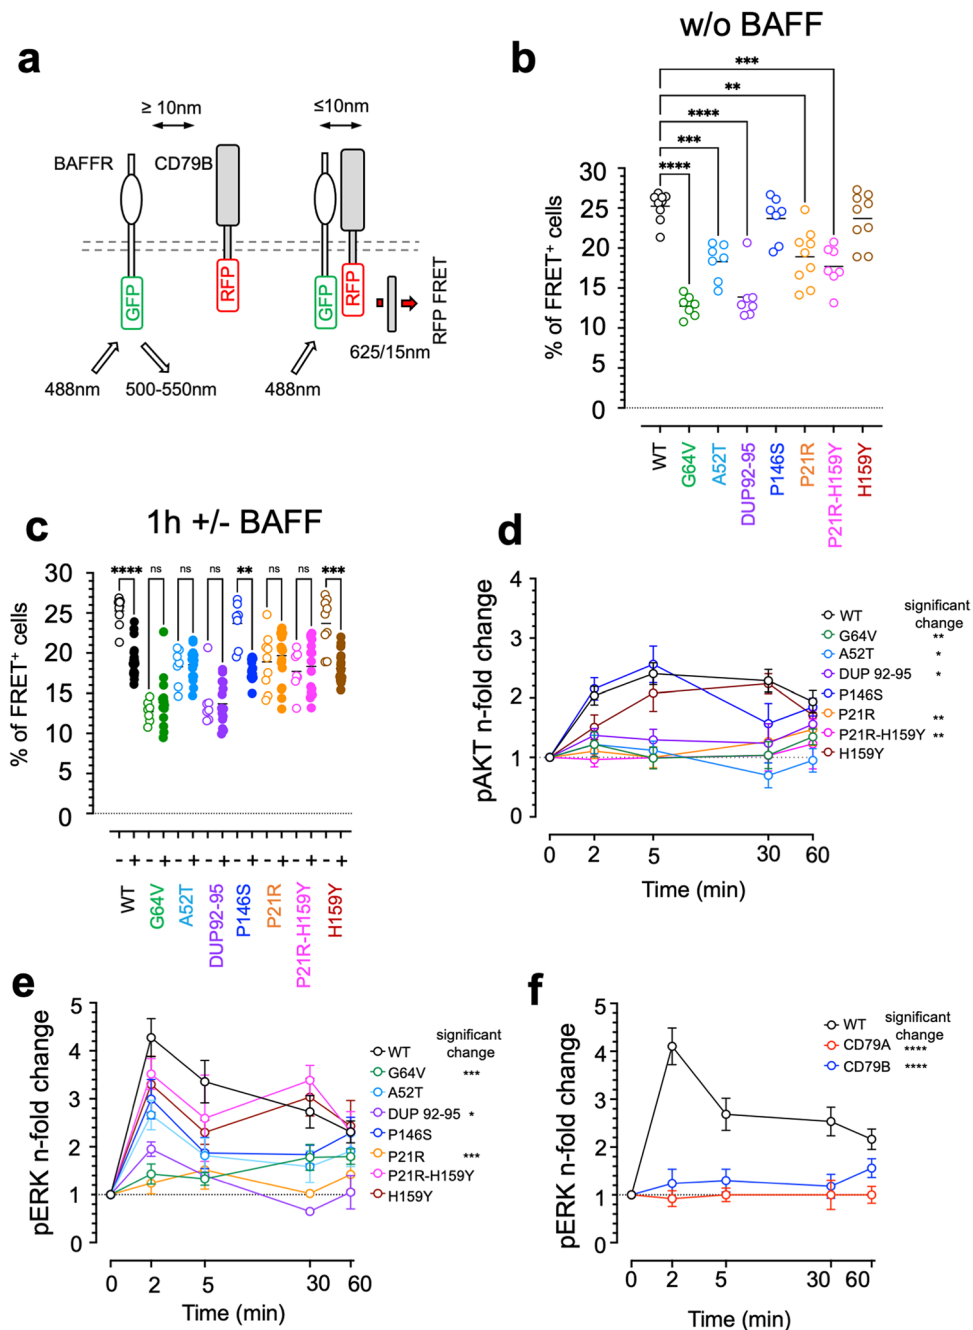 a
≥ 10nm
≤10nm
BAFFR
CD79B
GFP
RFP
GFP
RFP
RFP FRET
625/15nm
488nm
500-550nm
488nm
b
w/o BAFF
***
**
****
***
****
% of FRET⁺ cells
30
25
20
15
10
5
0
WT
G64V
A52T
DUP92-95
P146S
P21R
P21R-H159Y
H159Y
c
1h +/- BAFF
**** ns ns ns ** ns ns ***
% of FRET⁺ cells
30
25
20
15
10
5
0
- + - + - + - + - + - + - + - +
WT
G64V
A52T
DUP92-95
P146S
P21R
P21R-H159Y
H159Y
d
pAKT n-fold change
4
3
2
1
0
0 2 5 30 60
Time (min)
significant
change
WT
G64V **
A52T *
DUP 92-95 *
P146S
P21R **
P21R-H159Y **
H159Y
e
pERK n-fold change
5
4
3
2
1
0
0 2 5 30 60
Time (min)
significant
change
WT
G64V ***
A52T
DUP 92-95 *
P146S
P21R ***
P21R-H159Y
H159Y
f
pERK n-fold change
5
4
3
2
1
0
0 2 5 30 60
Time (min)
significant
change
WT
CD79A ****
CD79B ****